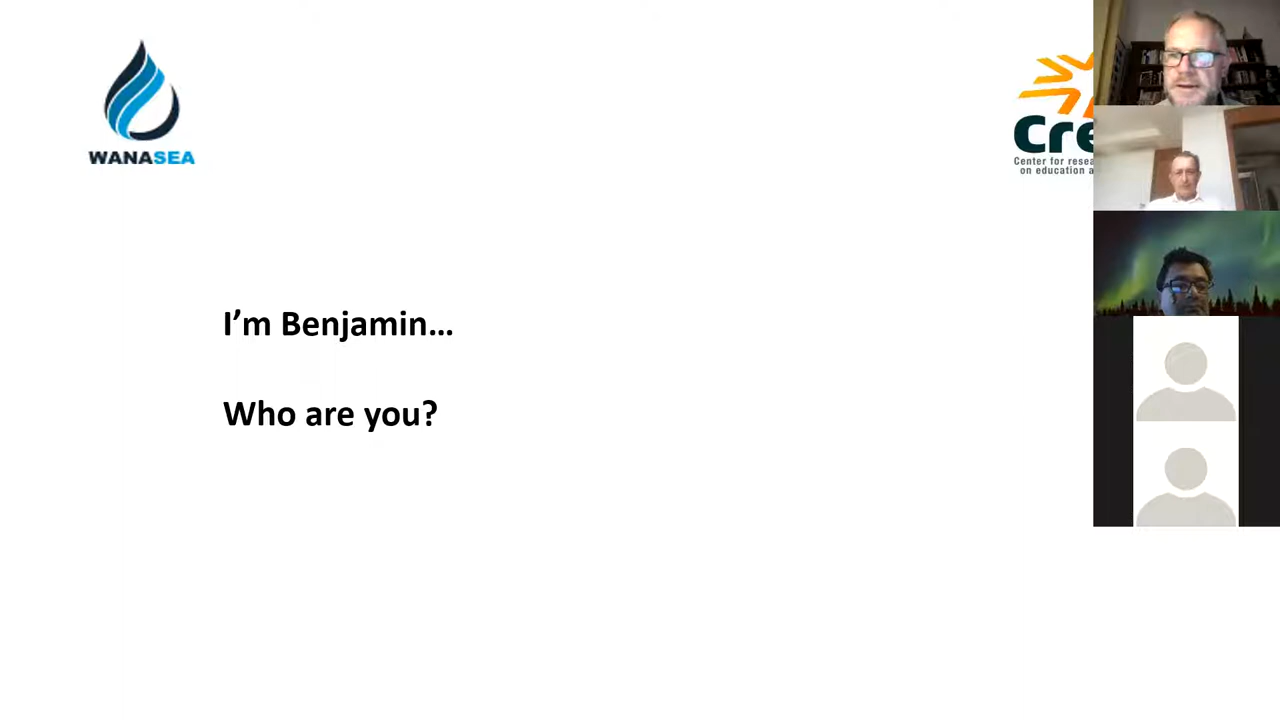 WANASEA
Cre
Center for resea
on education a
I'm Benjamin…
Who are you?